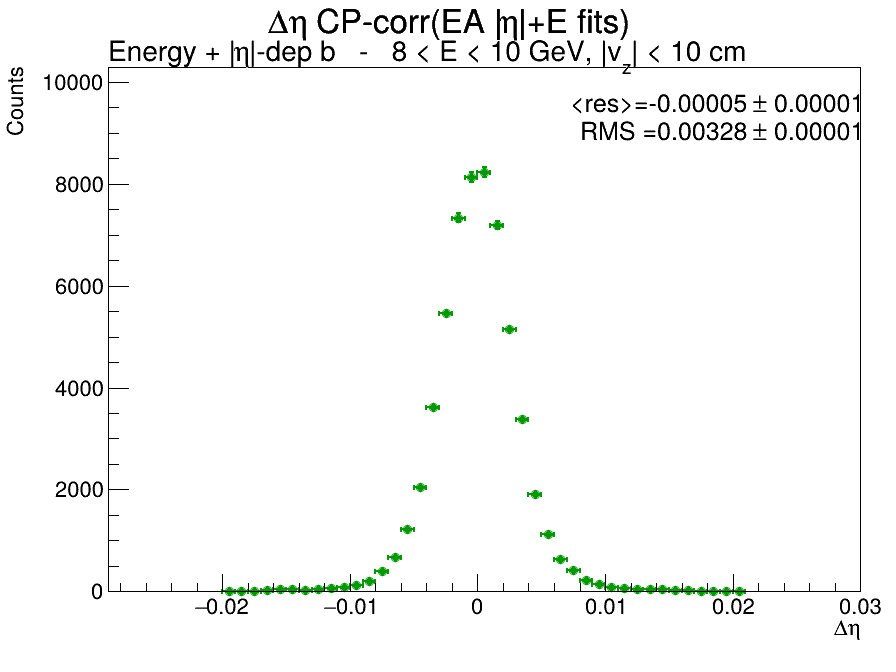 Δη CP-corr(EA |η|+E fits)
Energy + |η|-dep b - 8 < E < 10 GeV, |v_z| < 10 cm
<res>=-0.00005 ± 0.00001
RMS =0.00328 ± 0.00001
Counts
10000
8000
6000
4000
2000
0
−0.02 −0.01 0 0.01 0.02 0.03
Δη